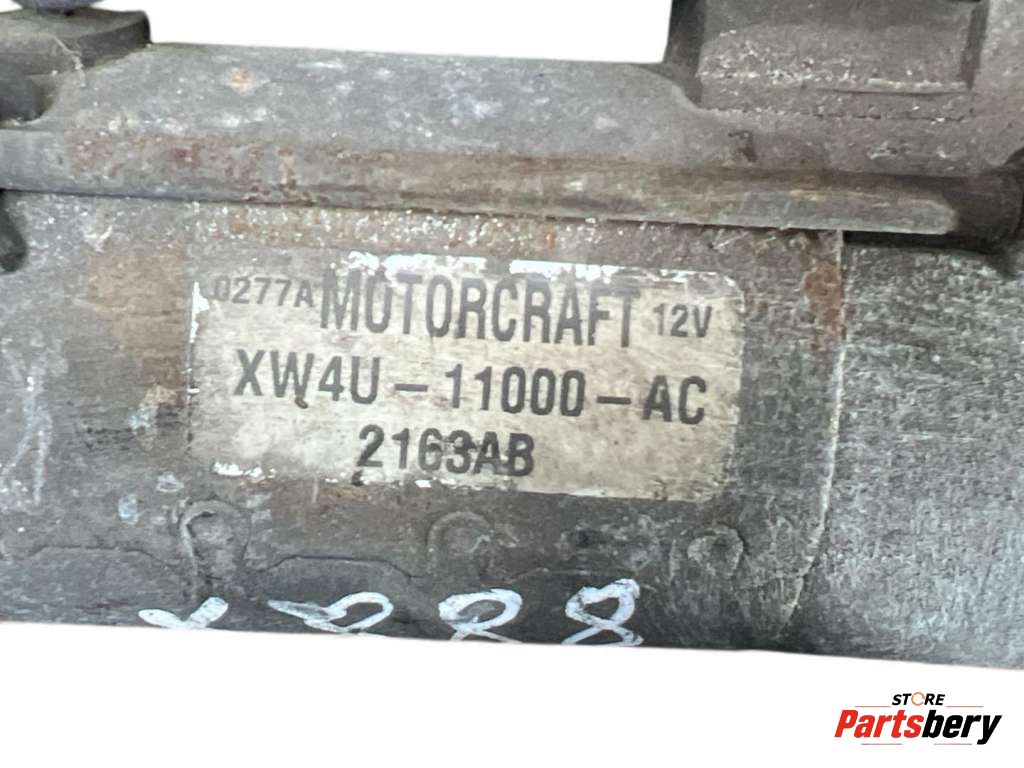 0277A MOTORCRAFT 12V
XW4U-11000-AC
2163AB
STORE
Partsbery